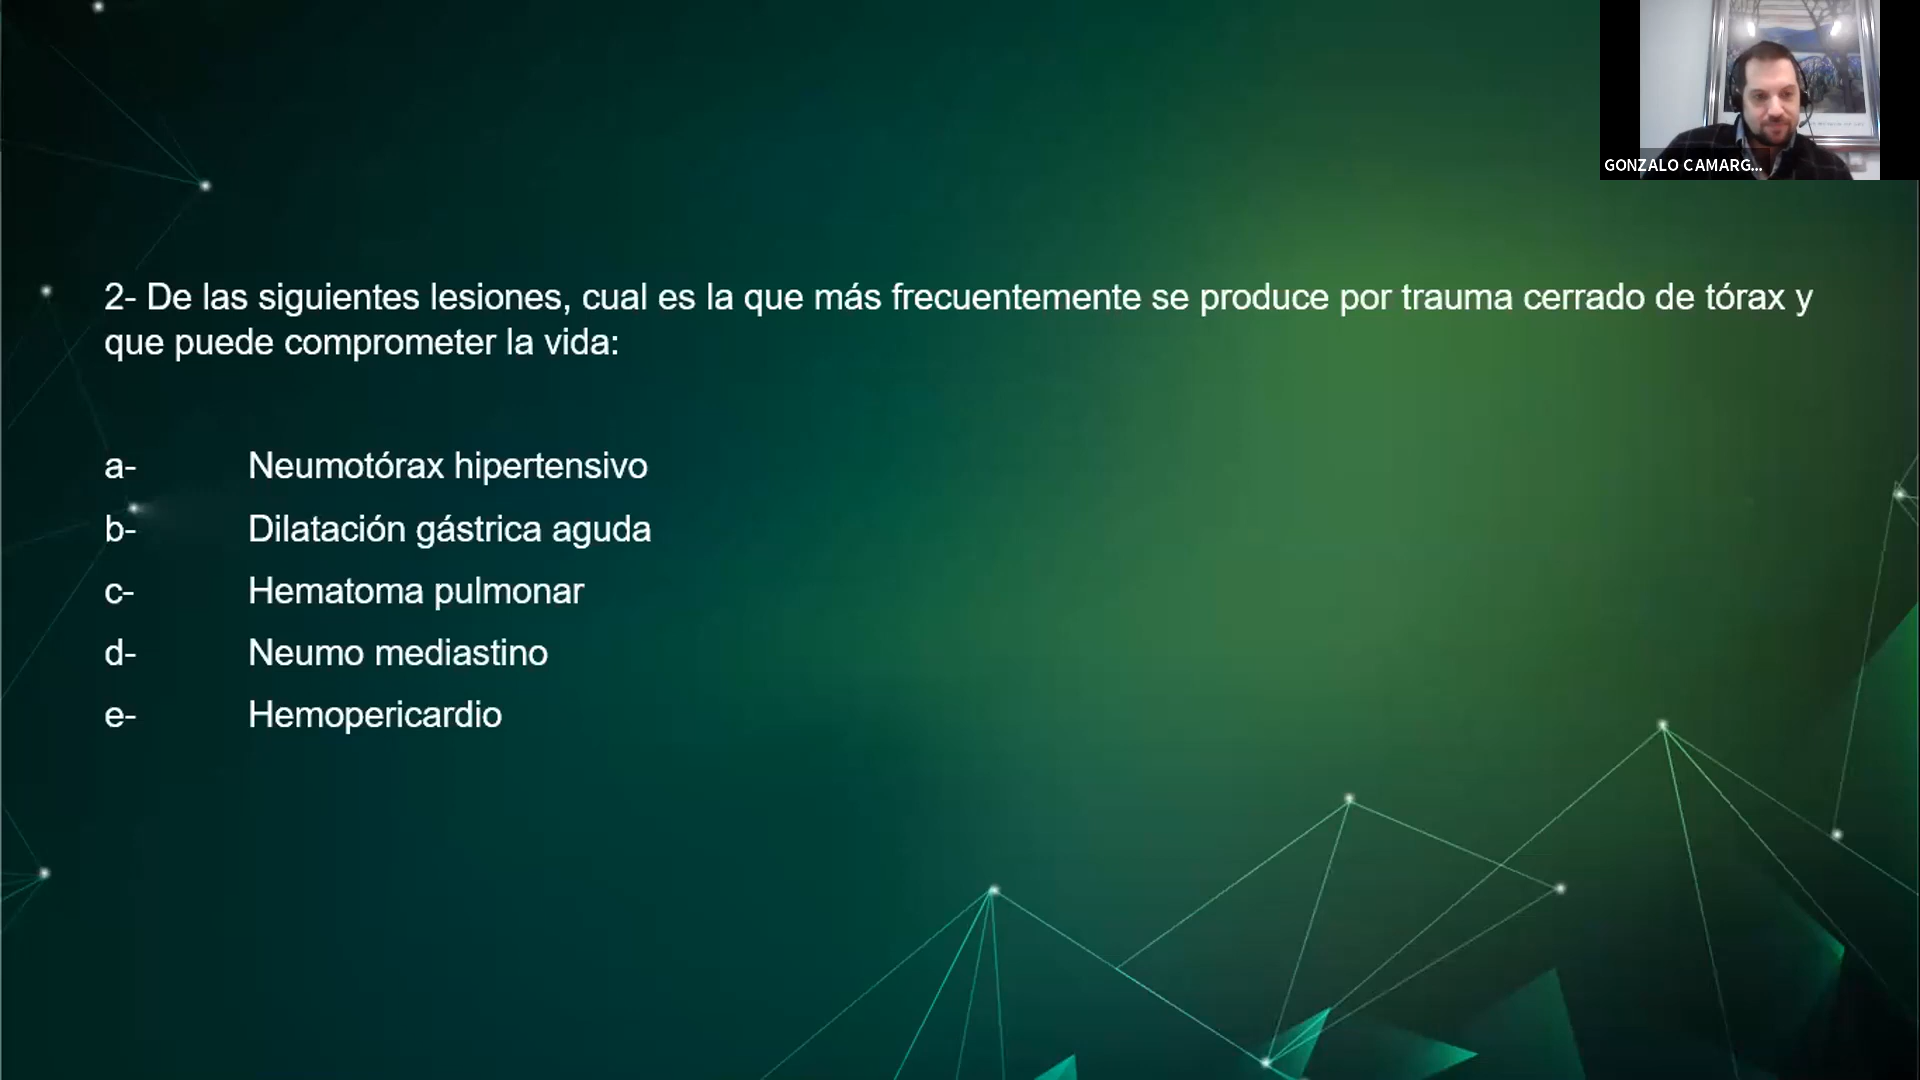 GONZALO CAMARG...
2- De las siguientes lesiones, cual es la que más frecuentemente se produce por trauma cerrado de tórax y
que puede comprometer la vida:
a- Neumotórax hipertensivo
b- Dilatación gástrica aguda
c- Hematoma pulmonar
d- Neumo mediastino
e- Hemopericardio